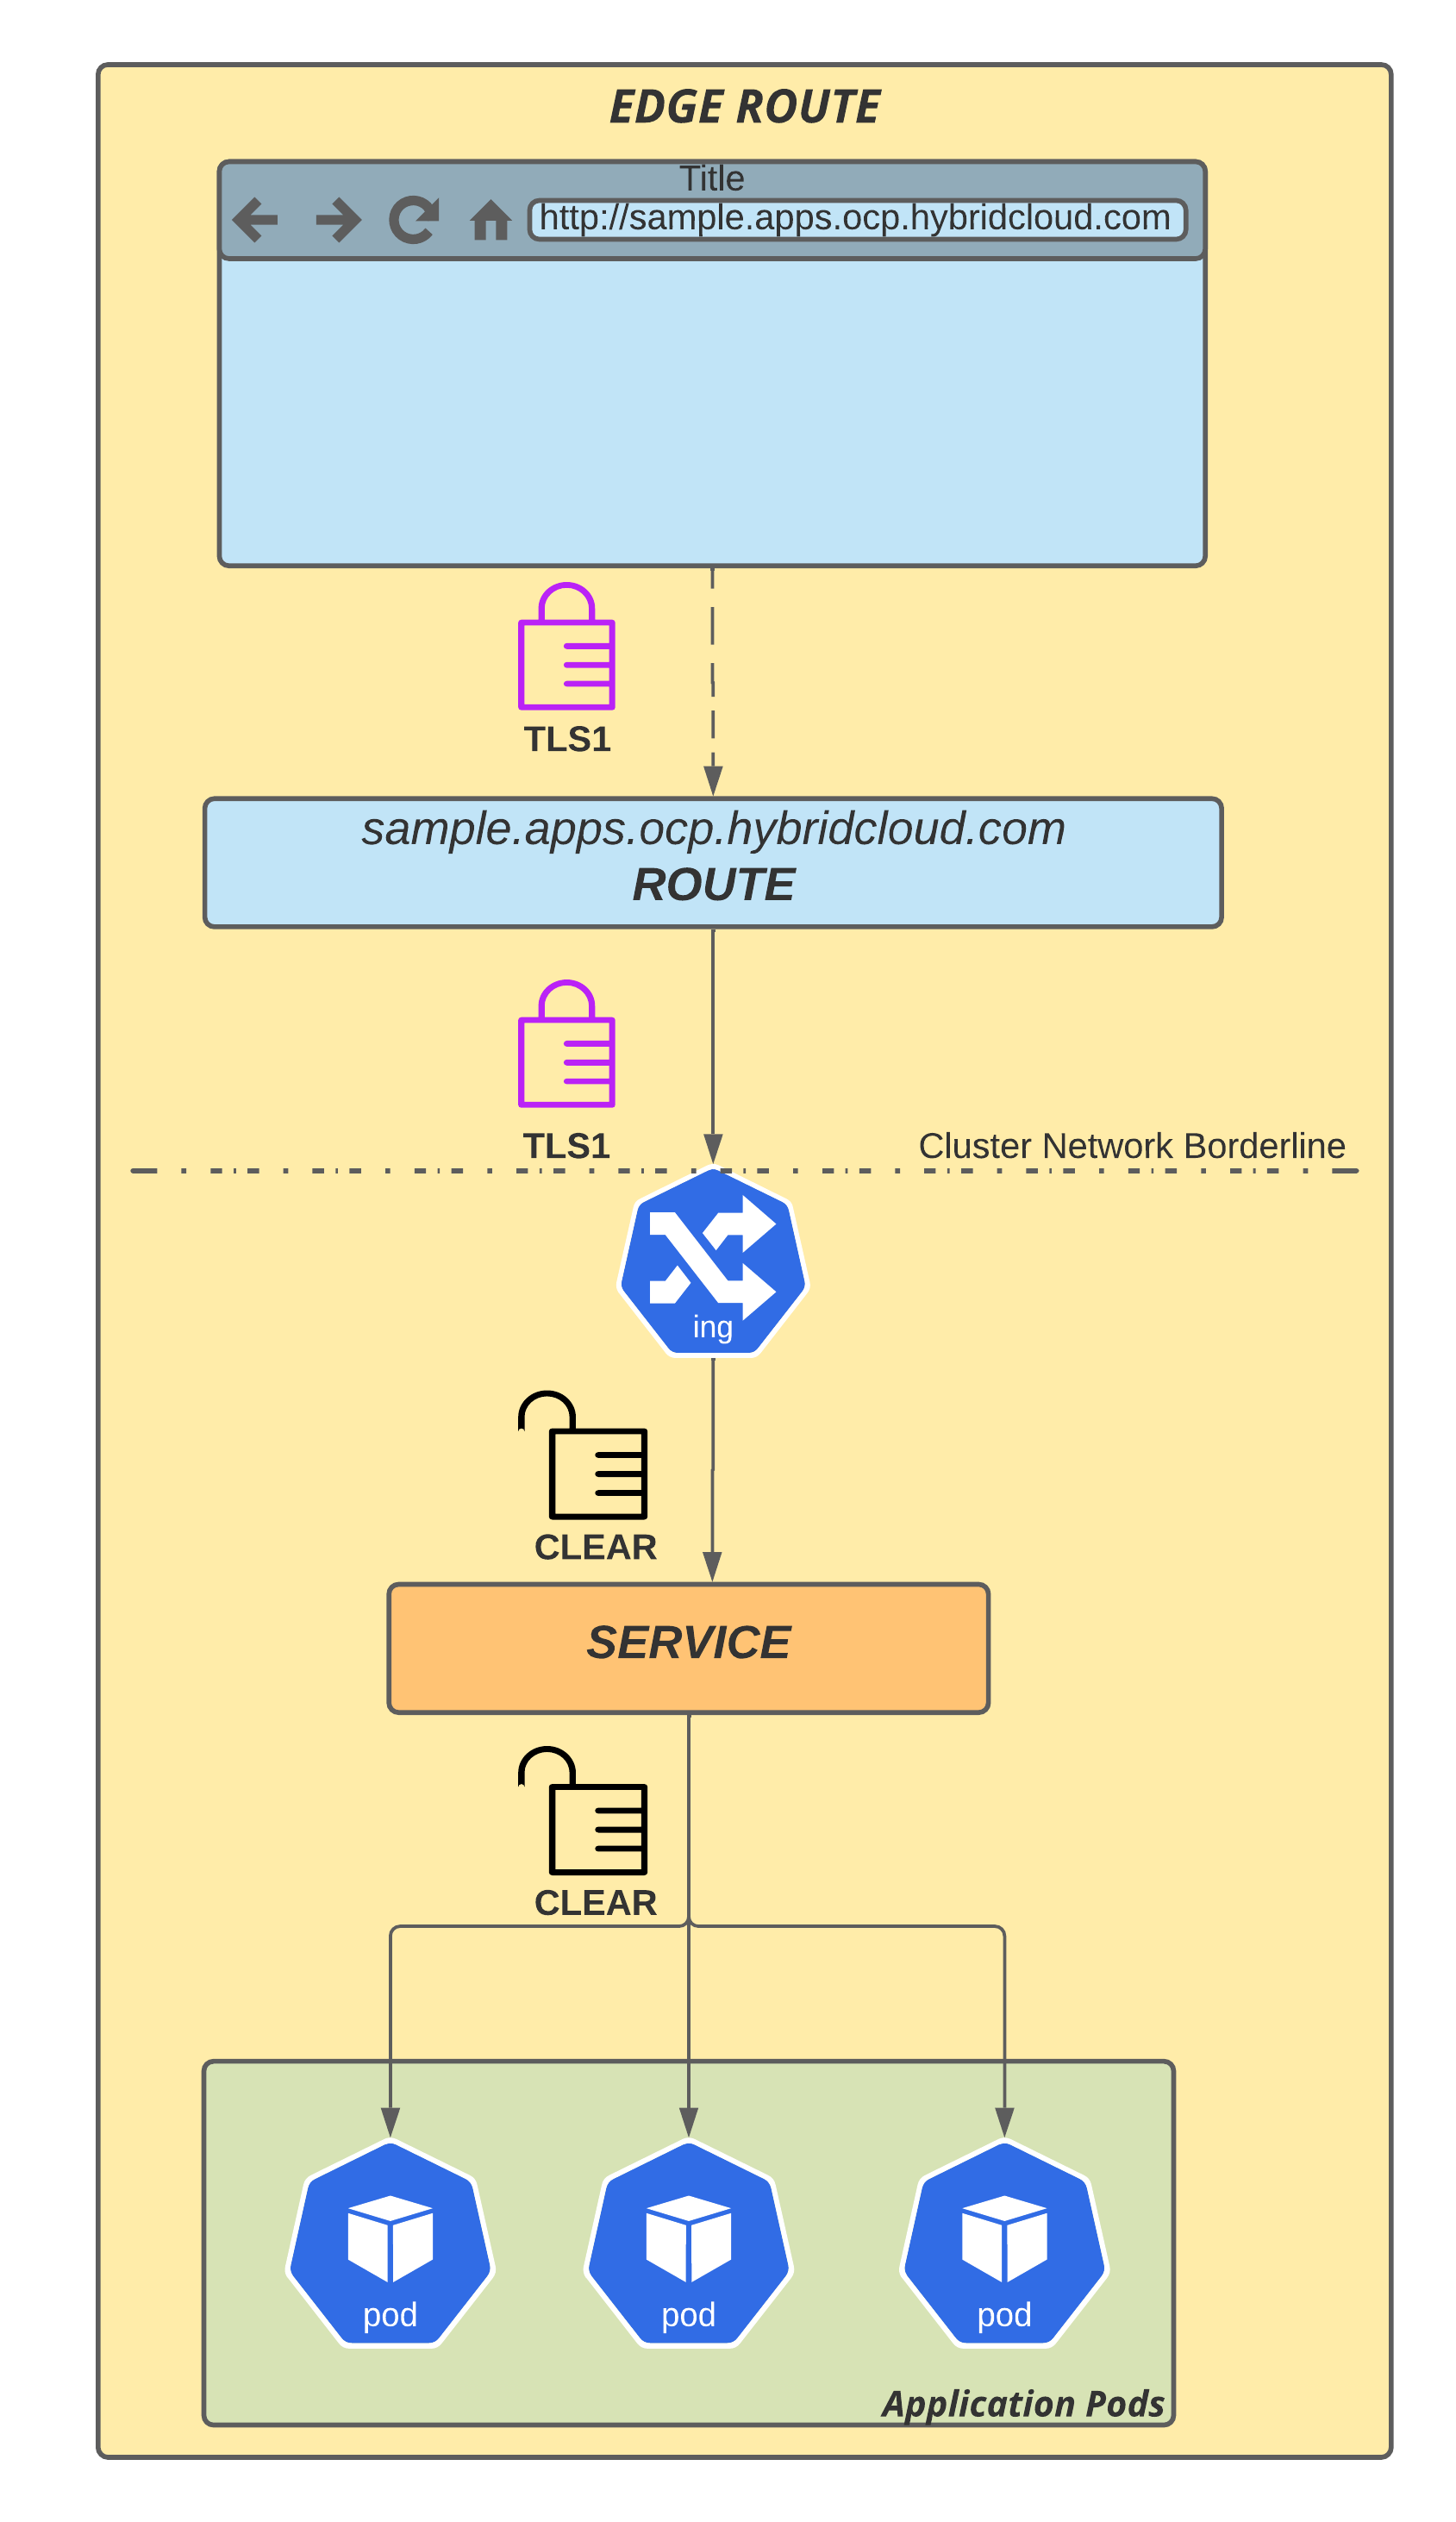 EDGE ROUTE
Title
http://sample.apps.ocp.hybridcloud.com
TLS1
sample.apps.ocp.hybridcloud.com
ROUTE
TLS1
Cluster Network Borderline
ing
CLEAR
SERVICE
CLEAR
pod
pod
pod
Application Pods